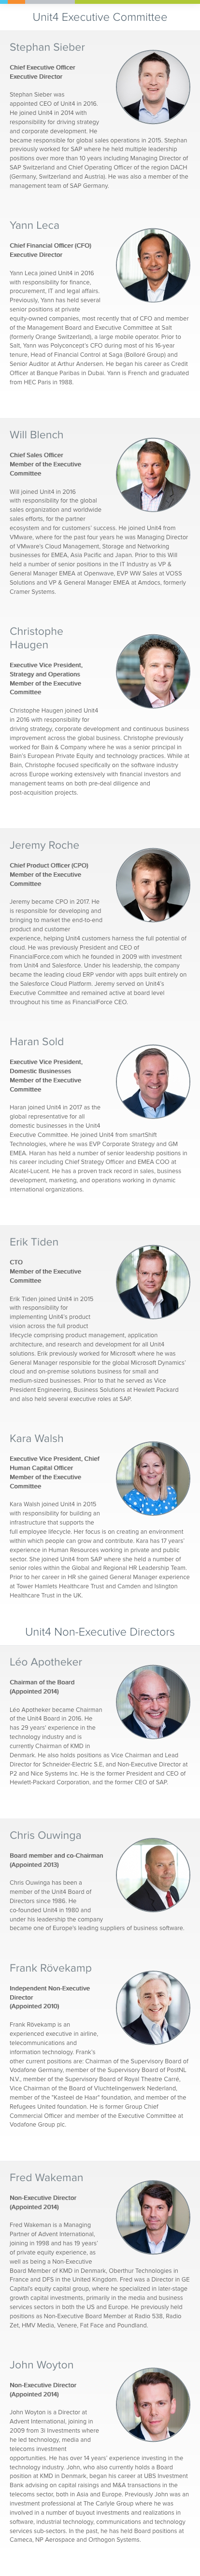 Unit4 Executive Committee
Stephan Sieber
Chief Executive Officer
Executive Director
Stephan Sieber was
appointed CEO of Unit4 in 2016.
He joined Unit4 in 2014 with
responsibility for driving strategy
and corporate development. He
became responsible for global sales operations in 2015. Stephan
previously worked for SAP where he held multiple leadership
positions over more than 10 years including Managing Director of
SAP Switzerland and Chief Operating Officer of the region DACH
(Germany, Switzerland and Austria). He was also a member of the
management team of SAP Germany.
Yann Leca
Chief Financial Officer (CFO)
Executive Director
Yann Leca joined Unit4 in 2016
with responsibility for finance,
procurement, IT and legal affairs.
Previously, Yann has held several
senior positions at private
equity-owned companies, most recently that of CFO and member
of the Management Board and Executive Committee at Salt
(formerly Orange Switzerland), a large mobile operator. Prior to
Salt, Yann was Polyconcept's CFO during most of his 16-year
tenure, Head of Financial Control at Saga (Bolloré Group) and
Senior Auditor at Arthur Andersen. He began his career as Credit
Officer at Banque Paribas in Dubai. Yann is French and graduated
from HEC Paris in 1988.
Will Blench
Chief Sales Officer
Member of the Executive
Committee
Will joined Unit4 in 2016
with responsibility for the global
sales organization and worldwide
sales efforts, for the partner
ecosystem and for customers' success. He joined Unit4 from
VMware, where for the past four years he was Managing Director
of VMware's Cloud Management, Storage and Networking
businesses for EMEA, Asia Pacific and Japan. Prior to this Will
held a number of senior positions in the IT Industry as VP &
General Manager EMEA at Openwave, EVP WW Sales at VOSS
Solutions and VP & General Manager EMEA at Amdocs, formerly
Cramer Systems.
Christophe
Haugen
Executive Vice President,
Strategy and Operations
Member of the Executive
Committee
Christophe Haugen joined Unit4
in 2016 with responsibility for
driving strategy, corporate development and continuous business
improvement across the global business. Christophe previously
worked for Bain & Company where he was a senior principal in
Bain's European Private Equity and technology practices. While at
Bain, Christophe focused specifically on the software industry
across Europe working extensively with financial investors and
management teams on both pre-deal diligence and
post-acquisition projects.
Jeremy Roche
Chief Product Officer (CPO)
Member of the Executive
Committee
Jeremy became CPO in 2017. He
is responsible for developing and
bringing to market the end-to-end
product and customer
experience, helping Unit4 customers harness the full potential of
cloud. He was previously President and CEO of
FinancialForce.com which he founded in 2009 with investment
from Unit4 and Salesforce. Under his leadership, the company
became the leading cloud ERP vendor with apps built entirely on
the Salesforce Cloud Platform. Jeremy served on Unit4's
Executive Committee and remained active at board level
throughout his time as FinancialForce CEO.
Haran Sold
Executive Vice President,
Domestic Businesses
Member of the Executive
Committee
Haran joined Unit4 in 2017 as the
global representative for all
domestic businesses in the Unit4
Executive Committee. He joined Unit4 from smartShift
Technologies, where he was EVP Corporate Strategy and GM
EMEA. Haran has held a number of senior leadership positions in
his career including Chief Strategy Officer and EMEA COO at
Alcatel-Lucent. He has a proven track record in sales, business
development, marketing, and operations working in dynamic
international organizations.
Erik Tiden
CTO
Member of the Executive
Committee
Erik Tiden joined Unit4 in 2015
with responsibility for
implementing Unit4's product
vision across the full product
lifecycle comprising product management, application
architecture, and research and development for all Unit4
solutions. Erik previously worked for Microsoft where he was
General Manager responsible for the global Microsoft Dynamics'
cloud and on-premise solutions business for small and
medium-sized businesses. Prior to that he served as Vice
President Engineering, Business Solutions at Hewlett Packard
and also held several executive roles at SAP.
Kara Walsh
Executive Vice President, Chief
Human Capital Officer
Member of the Executive
Committee
Kara Walsh joined Unit4 in 2015
with responsibility for building an
infrastructure that supports the
full employee lifecycle. Her focus is on creating an environment
within which people can grow and contribute. Kara has 17 years'
experience in Human Resources working in private and public
sector. She joined Unit4 from SAP where she held a number of
senior roles within the Global and Regional HR Leadership Team.
Prior to her career in HR she gained General Manager experience
at Tower Hamlets Healthcare Trust and Camden and Islington
Healthcare Trust in the UK.
Unit4 Non-Executive Directors
Léo Apotheker
Chairman of the Board
(Appointed 2014)
Léo Apotheker became Chairman
of the Unit4 Board in 2016. He
has 29 years' experience in the
technology industry and is
currently Chairman of KMD in
Denmark. He also holds positions as Vice Chairman and Lead
Director for Schneider-Electric S.E, and Non-Executive Director at
P2 and Nice Systems Inc. He is the former President and CEO of
Hewlett-Packard Corporation, and the former CEO of SAP.
Chris Ouwinga
Board member and co-Chairman
(Appointed 2013)
Chris Ouwinga has been a
member of the Unit4 Board of
Directors since 1986. He
co-founded Unit4 in 1980 and
under his leadership the company
became one of Europe's leading suppliers of business software.
Frank Rövekamp
Independent Non-Executive
Director
(Appointed 2010)
Frank Rövekamp is an
experienced executive in airline,
telecommunications and
information technology. Frank's
other current positions are: Chairman of the Supervisory Board of
Vodafone Germany, member of the Supervisory Board of PostNL
N.V., member of the Supervisory Board of Royal Theatre Carré,
Vice Chairman of the Board of Vluchtelingenwerk Nederland,
member of the "Kasteel de Haar" foundation, and member of the
Refugees United foundation. He is former Group Chief
Commercial Officer and member of the Executive Committee at
Vodafone Group plc.
Fred Wakeman
Non-Executive Director
(Appointed 2014)
Fred Wakeman is a Managing
Partner of Advent International,
joining in 1998 and has 19 years'
of private equity experience, as
well as being a Non-Executive
Board Member of KMD in Denmark, Oberthur Technologies in
France and DFS in the United Kingdom. Fred was a Director in GE
Capital's equity capital group, where he specialized in later-stage
growth capital investments, primarily in the media and business
services sectors in both the US and Europe. He previously held
positions as Non-Executive Board Member at Radio 538, Radio
Zet, HMV Media, Venere, Fat Face and Poundland.
John Woyton
Non-Executive Director
(Appointed 2014)
John Woyton is a Director at
Advent International, joining in
2009 from 3i Investments where
he led technology, media and
telecoms investment
opportunities. He has over 14 years' experience investing in the
technology industry. John, who also currently holds a Board
position at KMD in Denmark, began his career at UBS Investment
Bank advising on capital raisings and M&A transactions in the
telecoms sector, both in Asia and Europe. Previously John was an
investment professional at The Carlyle Group where he was
involved in a number of buyout investments and realizations in
software, industrial technology, communications and technology
services sub-sectors. In the past, he has held Board positions at
Cameca, NP Aerospace and Orthogon Systems.